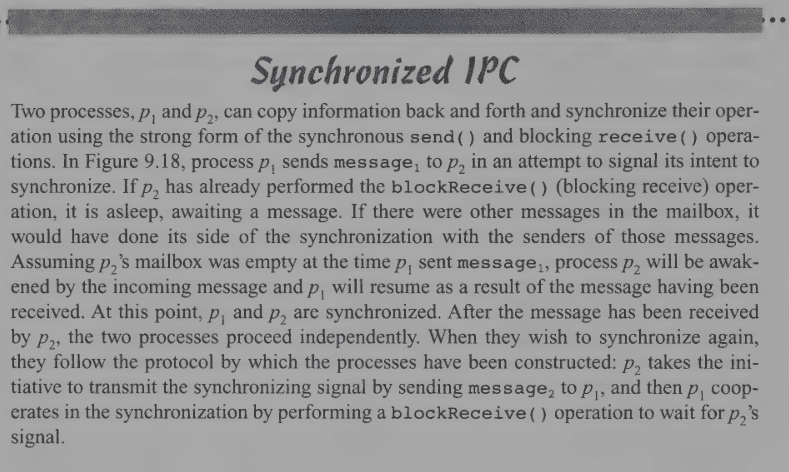 Synchronized IPC
Two processes, p₁ and p₂, can copy information back and forth and synchronize their oper-
ation using the strong form of the synchronous send() and blocking receive() opera-
tions. In Figure 9.18, process p₁ sends message₁ to p₂ in an attempt to signal its intent to
synchronize. If p₂ has already performed the blockReceive() (blocking receive) oper-
ation, it is asleep, awaiting a message. If there were other messages in the mailbox, it
would have done its side of the synchronization with the senders of those messages.
Assuming p₂'s mailbox was empty at the time p₁ sent message₁, process p₂ will be awak-
ened by the incoming message and p₁ will resume as a result of the message having been
received. At this point, p₁ and p₂ are synchronized. After the message has been received
by p₂, the two processes proceed independently. When they wish to synchronize again,
they follow the protocol by which the processes have been constructed: p₂ takes the ini-
tiative to transmit the synchronizing signal by sending message₂ to p₁, and then p₁ coop-
erates in the synchronization by performing a blockReceive() operation to wait for p₂'s
signal.